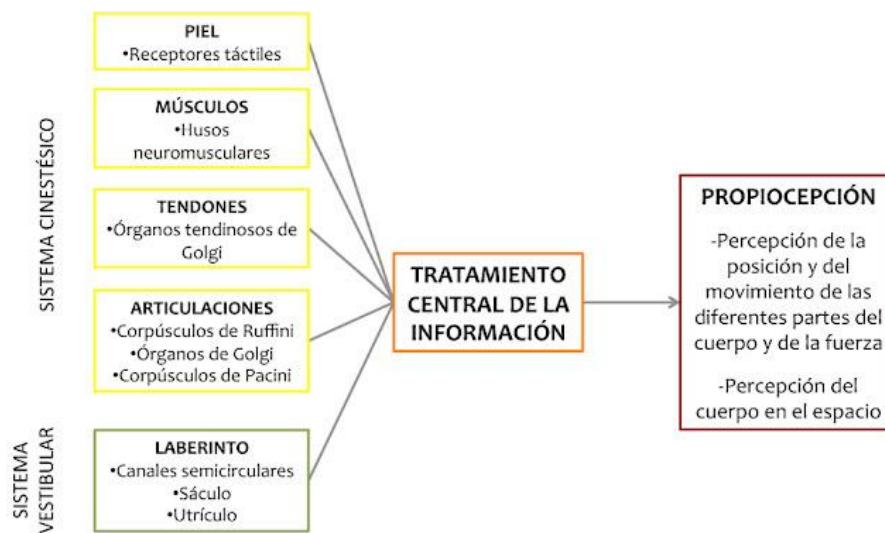 SISTEMA CINESTÉSICO
PIEL
•Receptores táctiles
MÚSCULOS
•Husos
neuromusculares
TENDONES
•Órganos tendinosos de
Golgi
ARTICULACIONES
•Corpúsculos de Ruffini
•Órganos de Golgi
•Corpúsculos de Pacini
SISTEMA
VESTIBULAR
LABERINTO
•Canales semicirculares
•Sáculo
•Utrículo
TRATAMIENTO
CENTRAL DE LA
INFORMACIÓN
PROPIOCEPCIÓN
-Percepción de la
posición y del
movimiento de las
diferentes partes del
cuerpo y de la fuerza
-Percepción del
cuerpo en el espacio